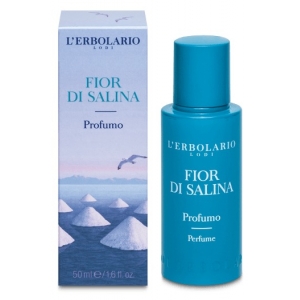 L'ERBOLARIO
LODI
FIOR
DI SALINA
Profumo
50 ml ℮ / 1.6 fl. oz.
L'ERBOLARIO
LODI
FIOR
DI SALINA
Profumo
Perfume